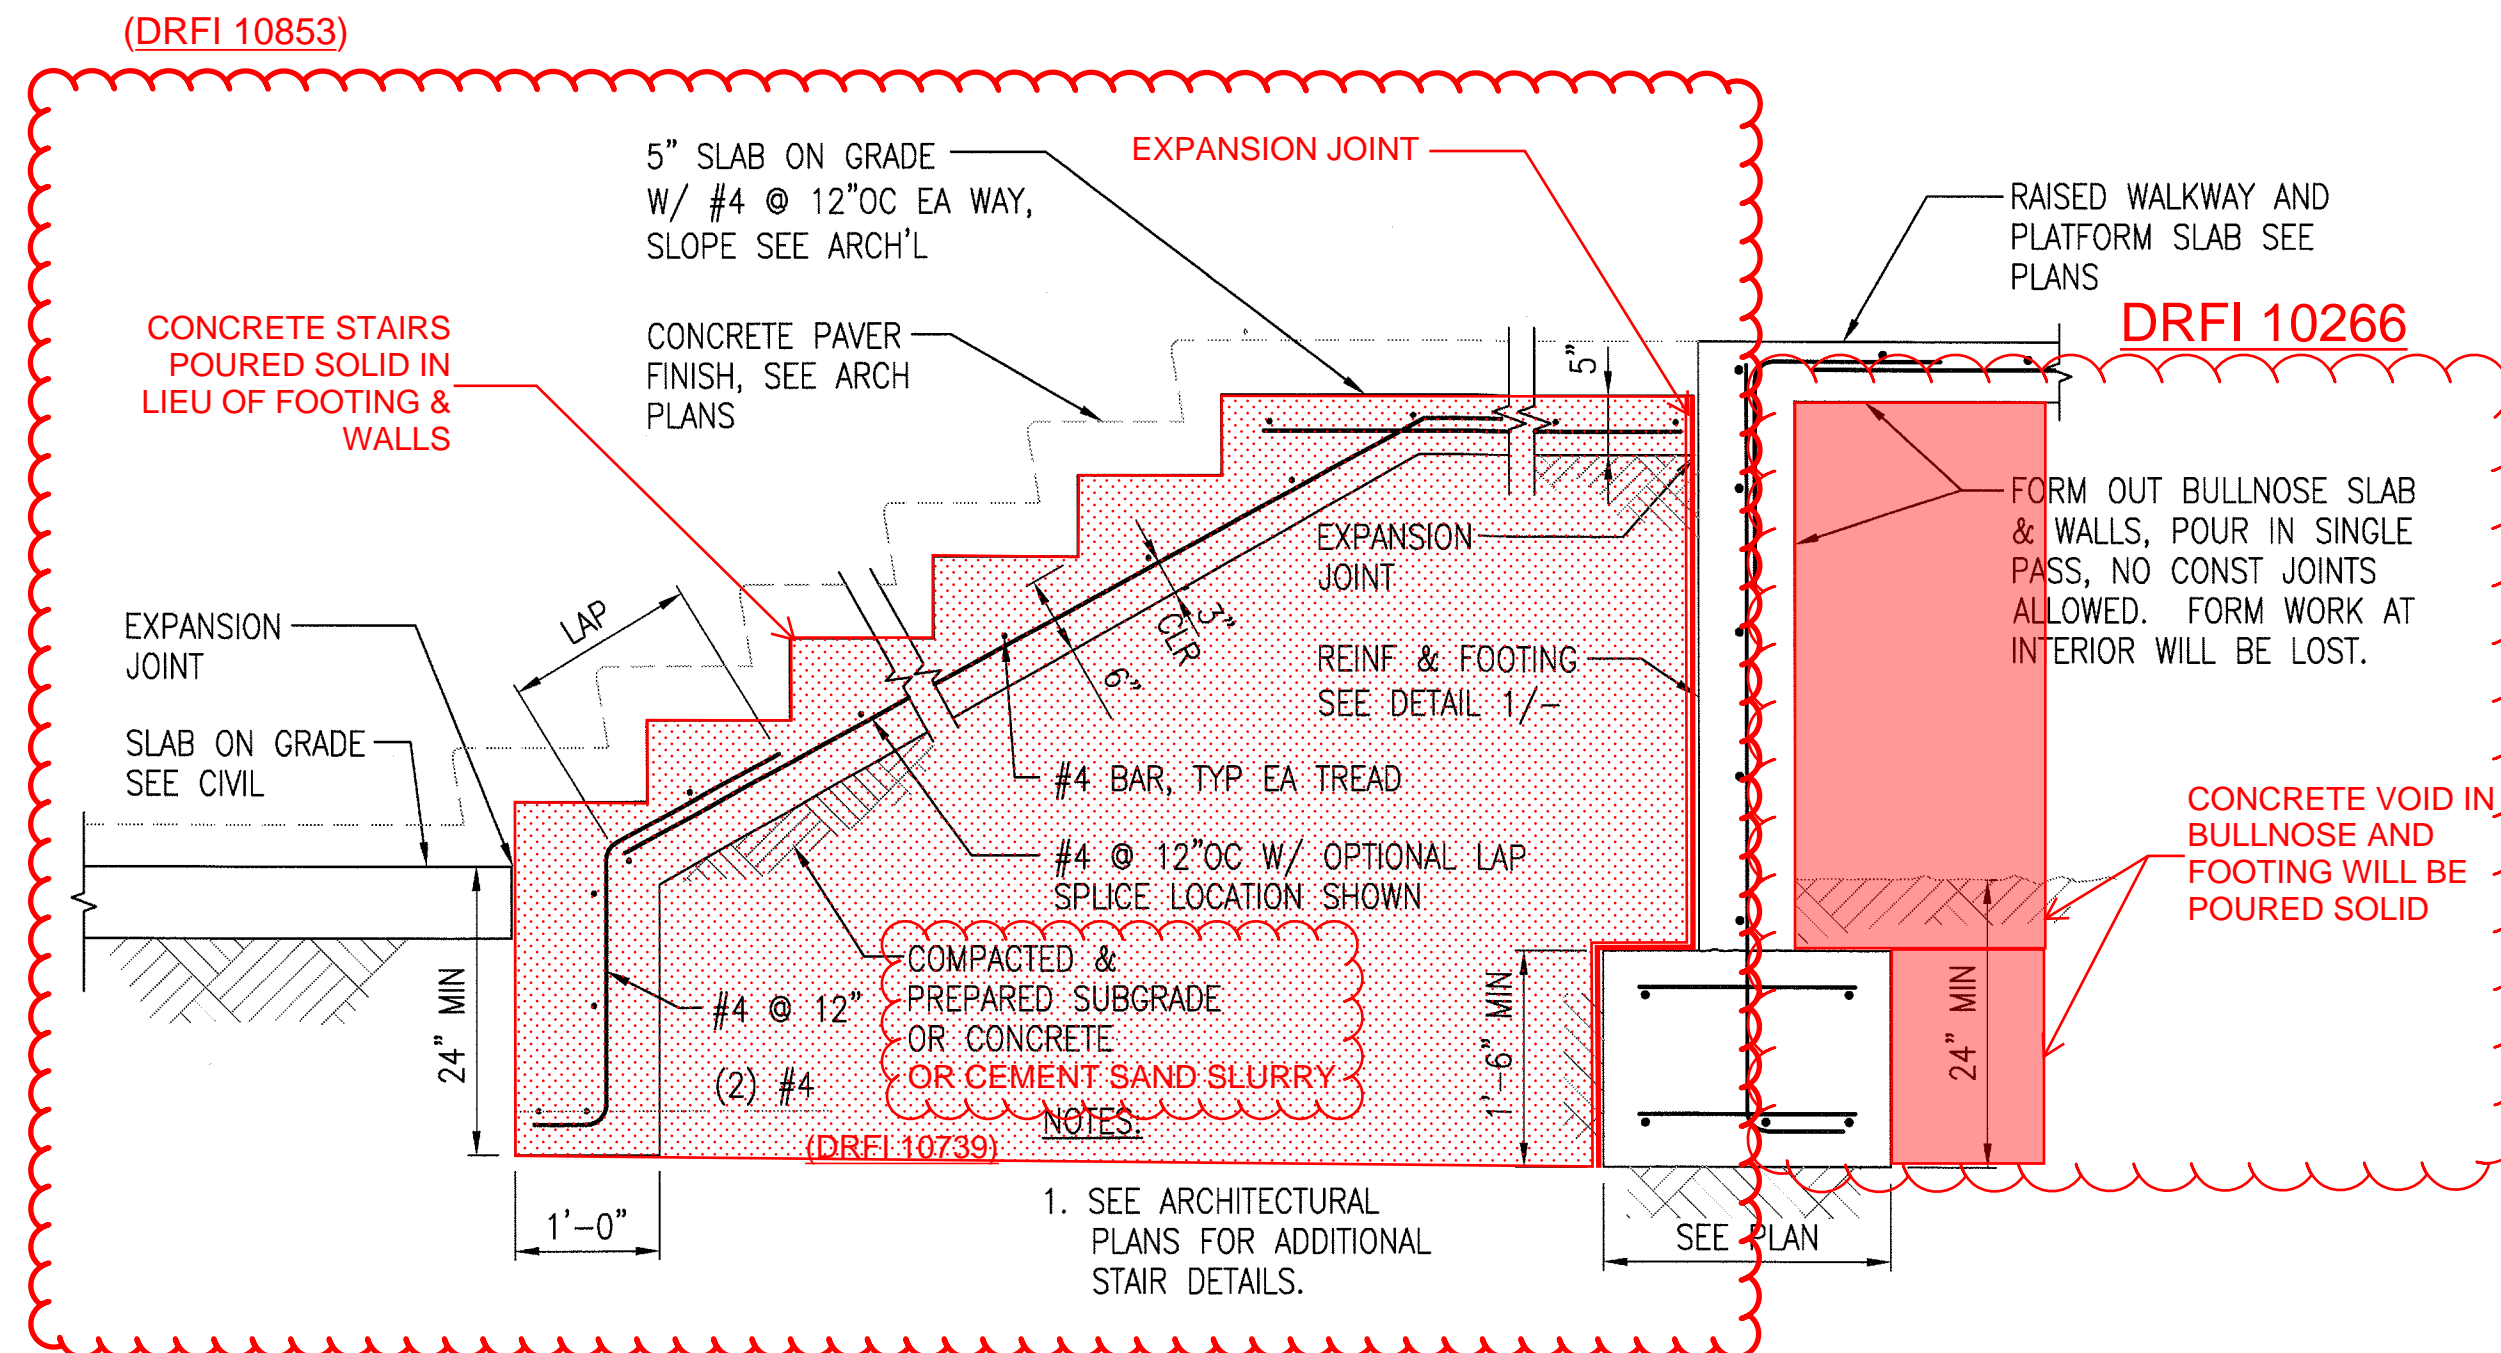 (DRFI 10853)
5" SLAB ON GRADE
W/ #4 @ 12"OC EA WAY,
SLOPE SEE ARCH'L
EXPANSION JOINT
RAISED WALKWAY AND
PLATFORM SLAB SEE
PLANS
DRFI 10266
CONCRETE STAIRS
POURED SOLID IN
LIEU OF FOOTING &
WALLS
CONCRETE PAVER
FINISH, SEE ARCH
PLANS
5"
FORM OUT BULLNOSE SLAB
& WALLS, POUR IN SINGLE
PASS, NO CONST JOINTS
ALLOWED. FORM WORK AT
INTERIOR WILL BE LOST.
EXPANSION
JOINT
LAP
3"
CLR
6"
EXPANSION
JOINT
REINF & FOOTING
SEE DETAIL 1/-
SLAB ON GRADE
SEE CIVIL
#4 BAR, TYP EA TREAD
#4 @ 12"OC W/ OPTIONAL LAP
SPLICE LOCATION SHOWN
CONCRETE VOID IN
BULLNOSE AND
FOOTING WILL BE
POURED SOLID
24" MIN
#4 @ 12"
(2) #4
COMPACTED &
PREPARED SUBGRADE
OR CONCRETE
OR CEMENT SAND SLURRY
(DRFI 10739)
1'-6" MIN
24" MIN
NOTES:
1. SEE ARCHITECTURAL
PLANS FOR ADDITIONAL
STAIR DETAILS.
1'-0"
SEE PLAN